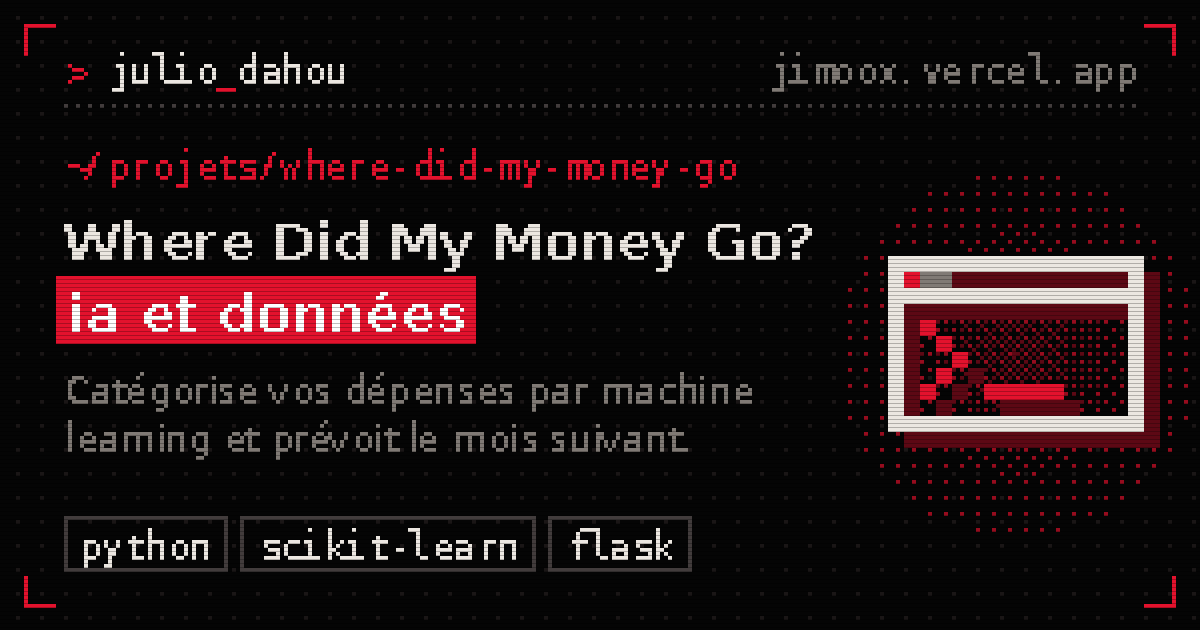 > julio_dahou
jimoox.vercel.app
~/projets/where-did-my-money-go
Where Did My Money Go?
ia et données
Catégorise vos dépenses par machine
learning et prévoit le mois suivant
python
scikit-learn
flask